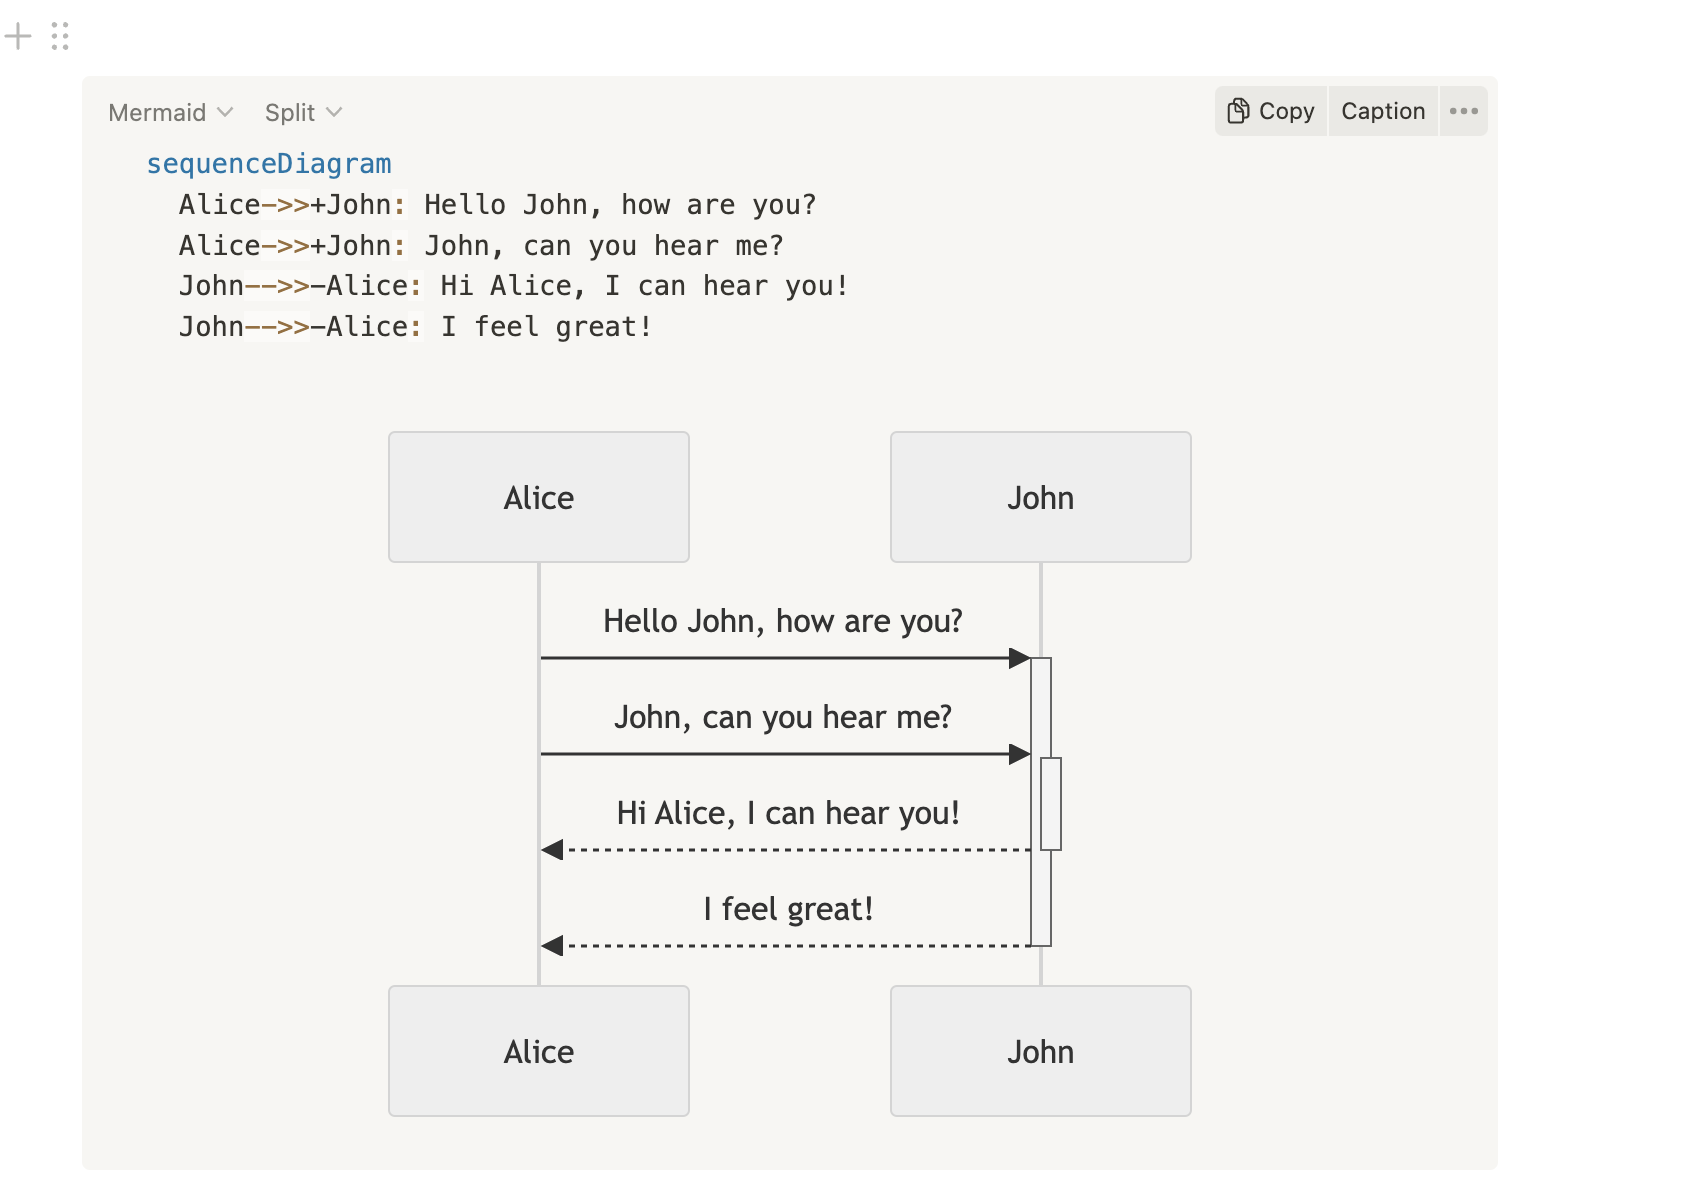 Mermaid Split Copy Caption
sequenceDiagram
Alice->>+John: Hello John, how are you?
Alice->>+John: John, can you hear me?
John-->>-Alice: Hi Alice, I can hear you!
John-->>-Alice: I feel great!
Alice John
Hello John, how are you?
John, can you hear me?
Hi Alice, I can hear you!
I feel great!
Alice John